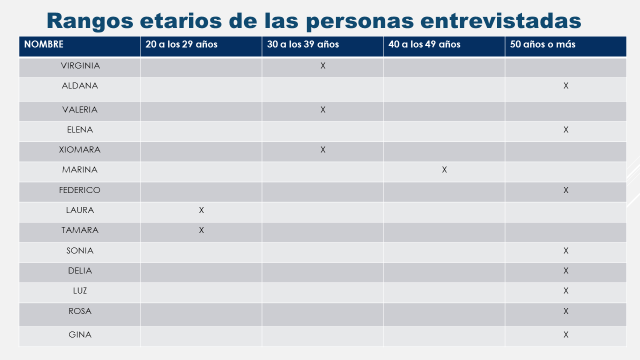 Rangos etarios de las personas entrevistadas
NOMBRE 20 a los 29 años 30 a los 39 años 40 a los 49 años 50 años o más
VIRGINIA X
ALDANA X
VALERIA X
ELENA X
XIOMARA X
MARINA X
FEDERICO X
LAURA X
TAMARA X
SONIA X
DELIA X
LUZ X
ROSA X
GINA X